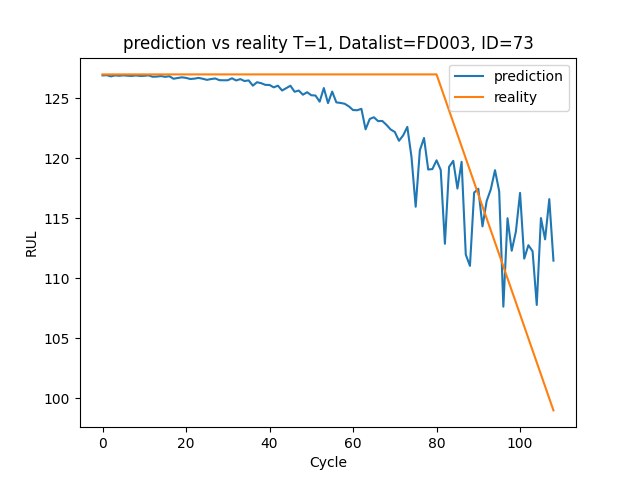 prediction vs reality T=1, Datalist=FD003, ID=73
prediction
reality
125
120
115
110
105
100
RUL
0 20 40 60 80 100
Cycle